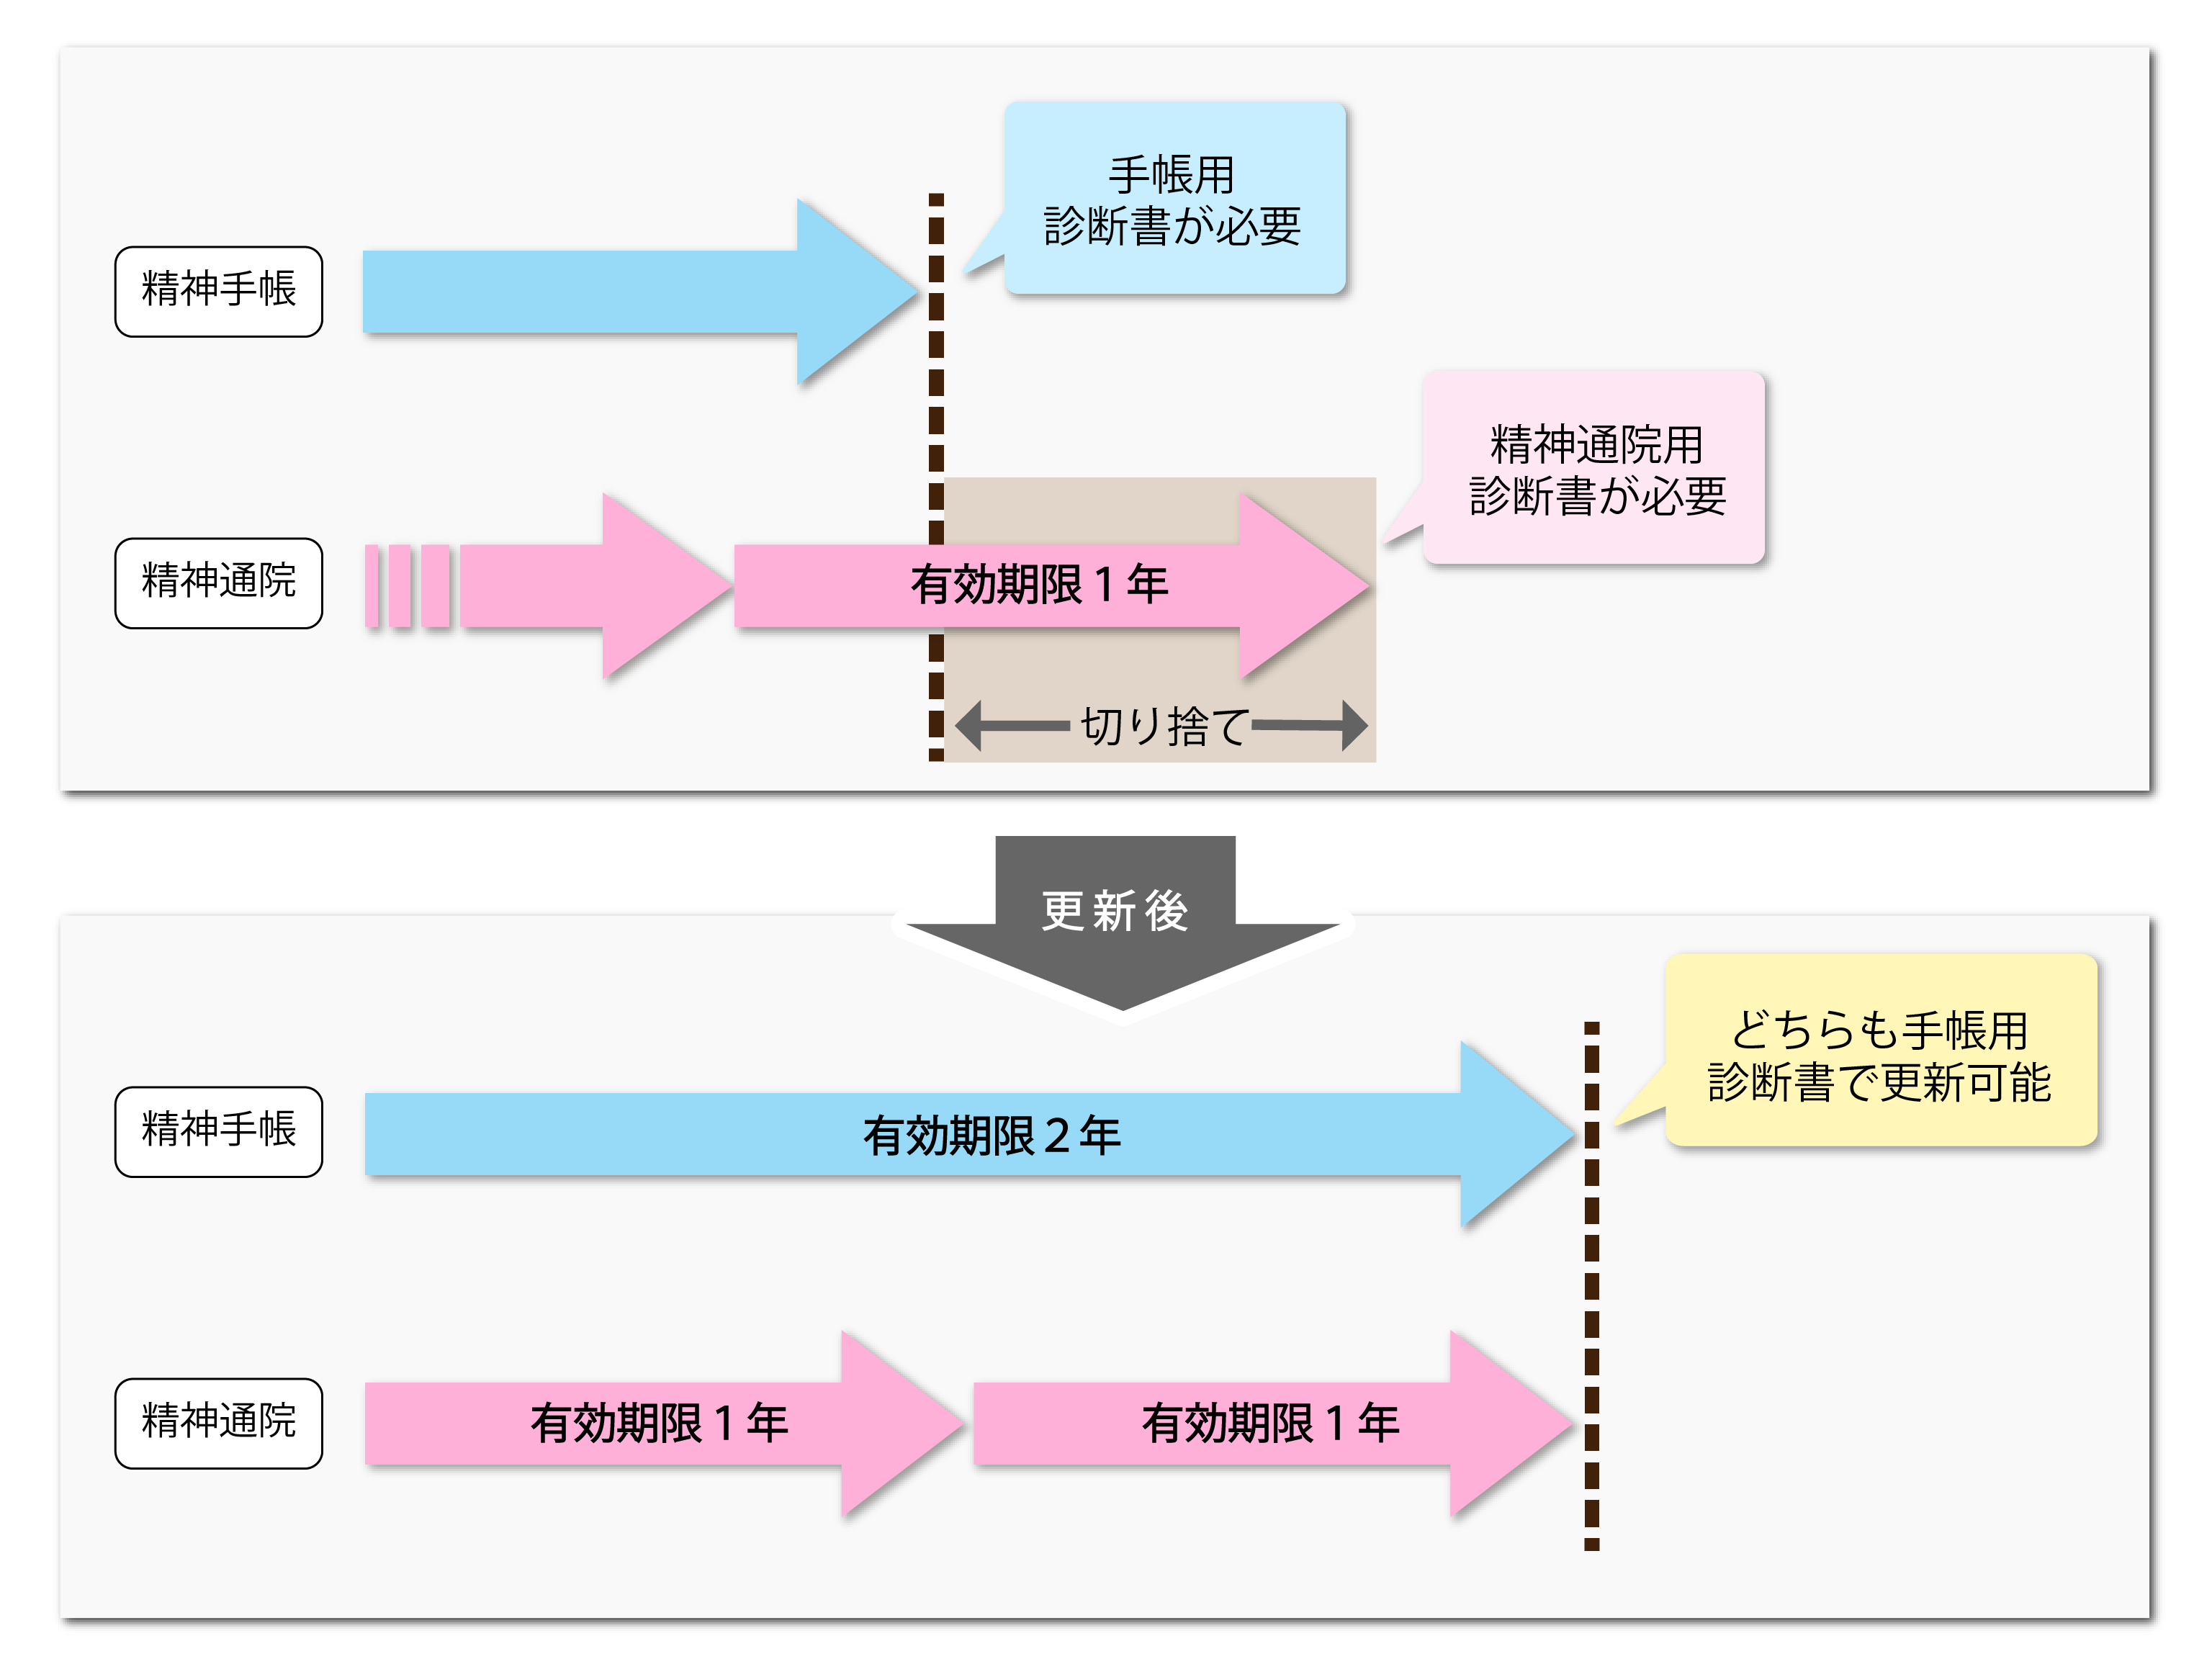 手帳用
診断書が必要
精神手帳
精神通院用
診断書が必要
精神通院
有効期限１年
切り捨て
更新後
どちらも手帳用
診断書で更新可能
精神手帳
有効期限２年
精神通院
有効期限１年
有効期限１年